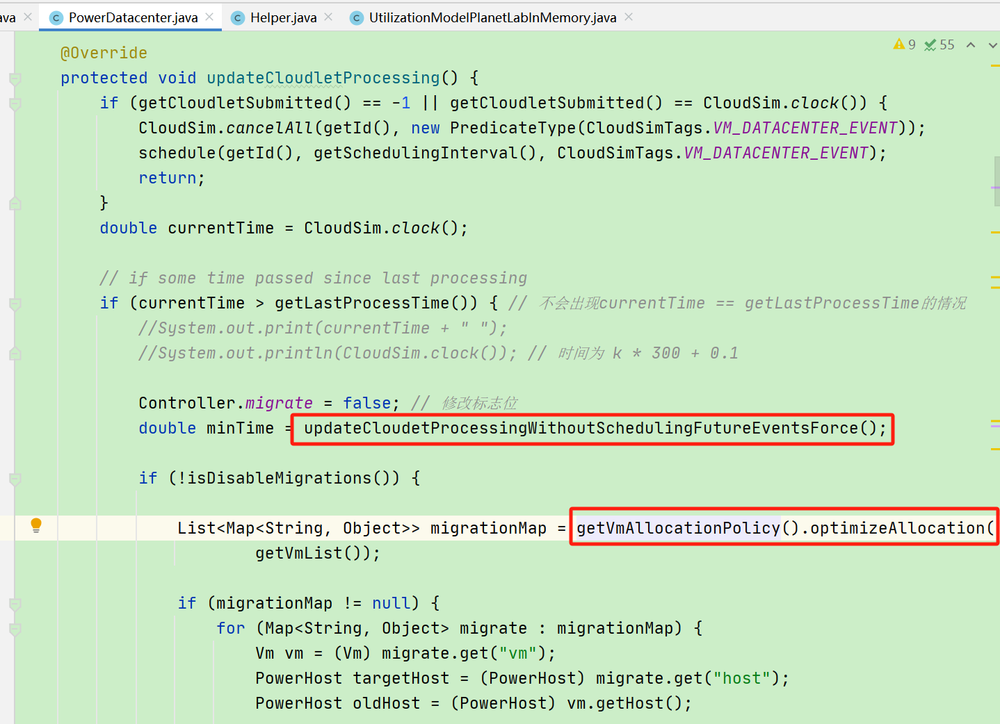 ava
PowerDatacenter.java
Helper.java
UtilizationModelPlanetLabInMemory.java
9 55
@Override
protected void updateCloudletProcessing() {
if (getCloudletSubmitted() == -1 || getCloudletSubmitted() == CloudSim.clock()) {
CloudSim.cancelAll(getId(), new PredicateType(CloudSimTags.VM_DATACENTER_EVENT));
schedule(getId(), getSchedulingInterval(), CloudSimTags.VM_DATACENTER_EVENT);
return;
}
double currentTime = CloudSim.clock();
// if some time passed since last processing
if (currentTime > getLastProcessTime()) { // 不会出现currentTime == getLastProcessTime的情况
//System.out.print(currentTime + " ");
//System.out.println(CloudSim.clock()); // 时间为 k * 300 + 0.1
Controller.migrate = false; // 修改标志位
double minTime = updateCloudetProcessingWithoutSchedulingFutureEventsForce();
if (!isDisableMigrations()) {
List<Map<String, Object>> migrationMap = getVmAllocationPolicy().optimizeAllocation(
getVmList());
if (migrationMap != null) {
for (Map<String, Object> migrate : migrationMap) {
Vm vm = (Vm) migrate.get("vm");
PowerHost targetHost = (PowerHost) migrate.get("host");
PowerHost oldHost = (PowerHost) vm.getHost();